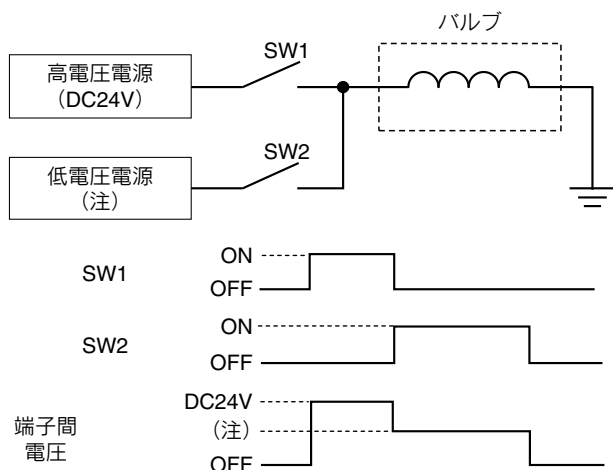 バルブ
SW1
高電圧電源
（DC24V）
SW2
低電圧電源
（注）
SW1
ON
OFF
SW2
ON
OFF
端子間
電圧
DC24V
（注）
OFF